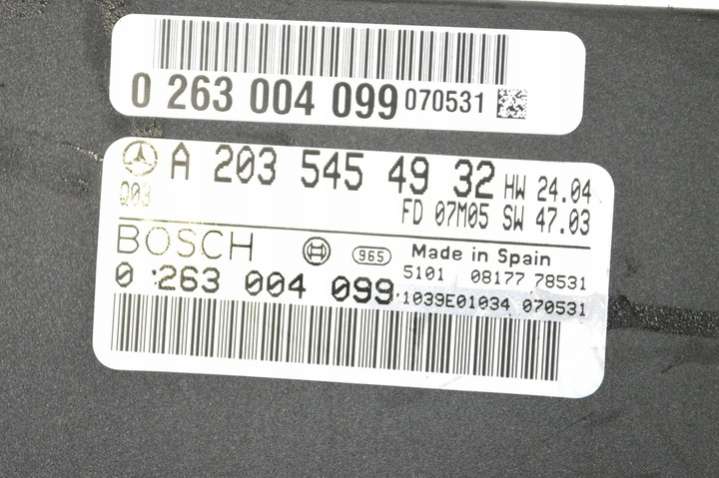 0 263 004 099 070531
A 203 545 49 32 HW 24.04
Q03 FD 07M05 SW 47.03
BOSCH 965 Made in Spain
5101 08177 78531
0 263 004 099 1039E01034 070531